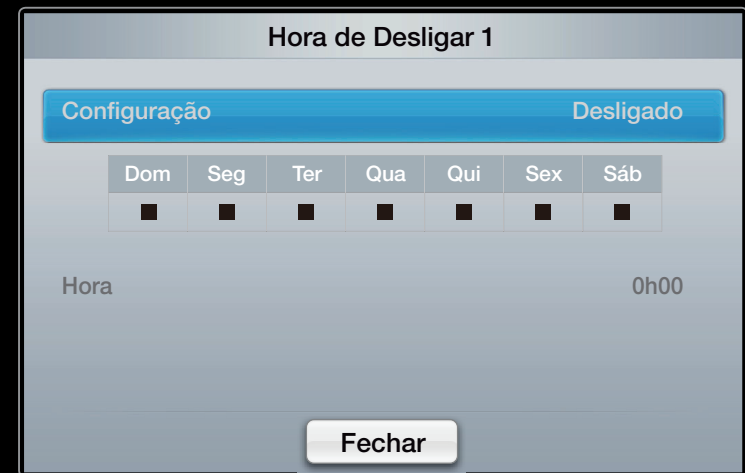 Hora de Desligar 1
Configuração Desligado
Dom Seg Ter Qua Qui Sex Sáb
Hora 0h00
Fechar